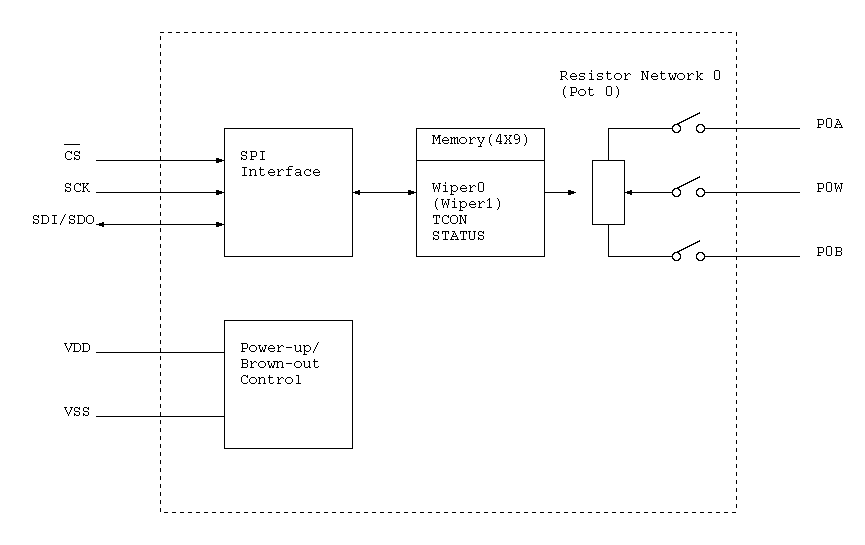 Resistor Network 0
(Pot 0)
P0A
Memory(4X9)
CS
SPI
Interface
SCK
Wiper0
(Wiper1)
TCON
STATUS
P0W
SDI/SDO
P0B
VDD
Power-up/
Brown-out
Control
VSS